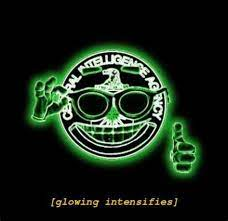 CENTRAL INTELLIGENCE AGENCY
[glowing intensifies]